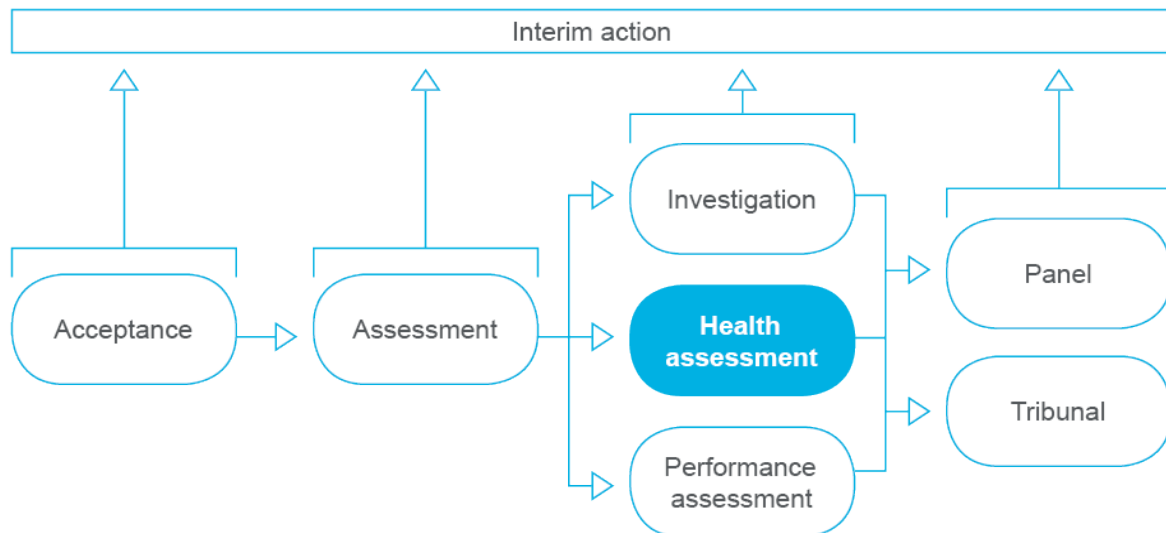 Interim action
Acceptance
Assessment
Investigation
Health
assessment
Performance
assessment
Panel
Tribunal